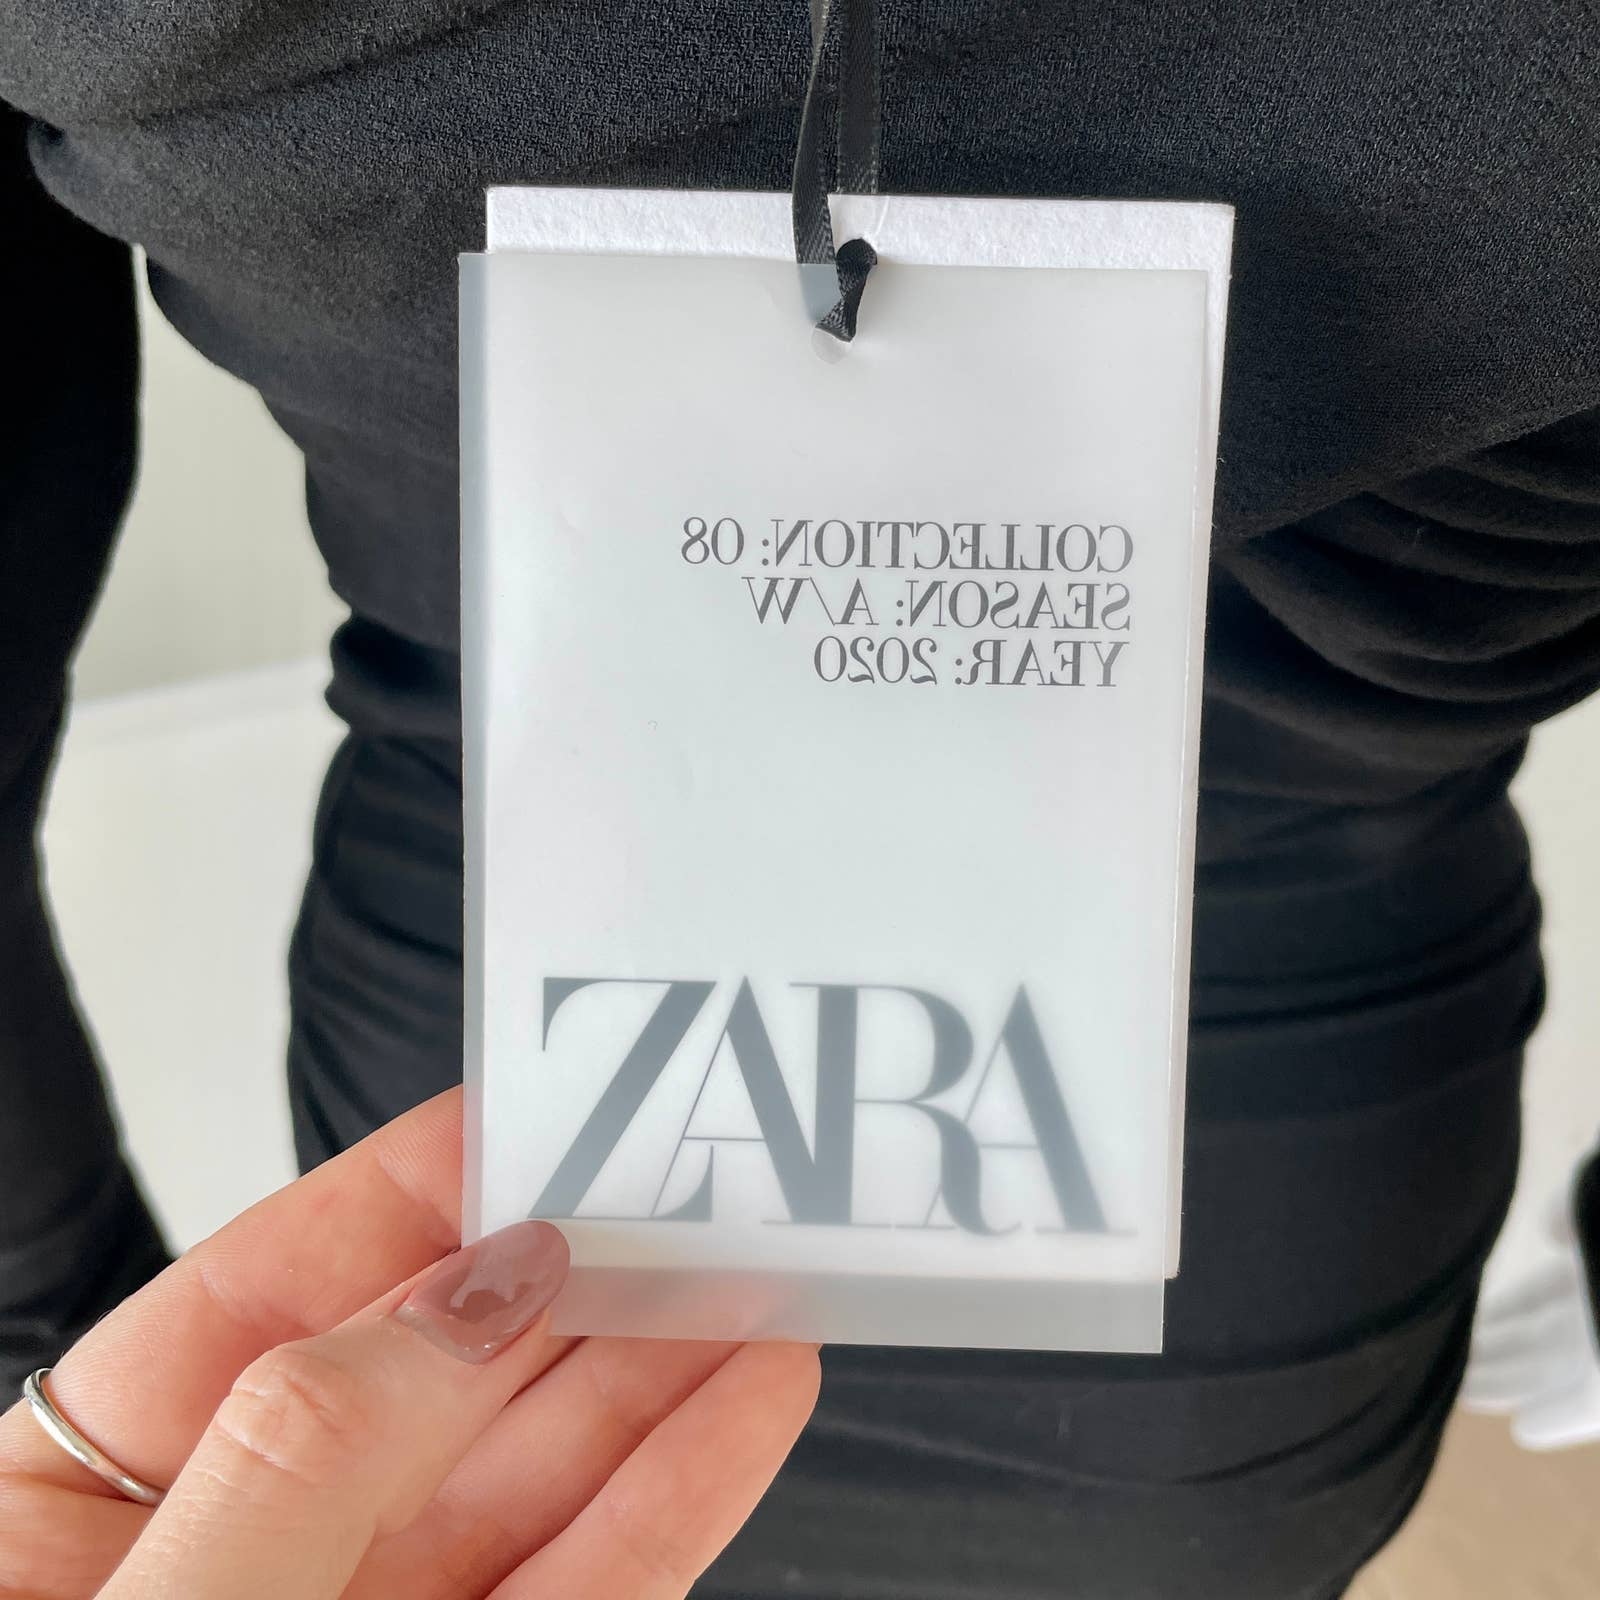 COLLECTION: 08
SEASON: A/W
YEAR: 2020
ZARA